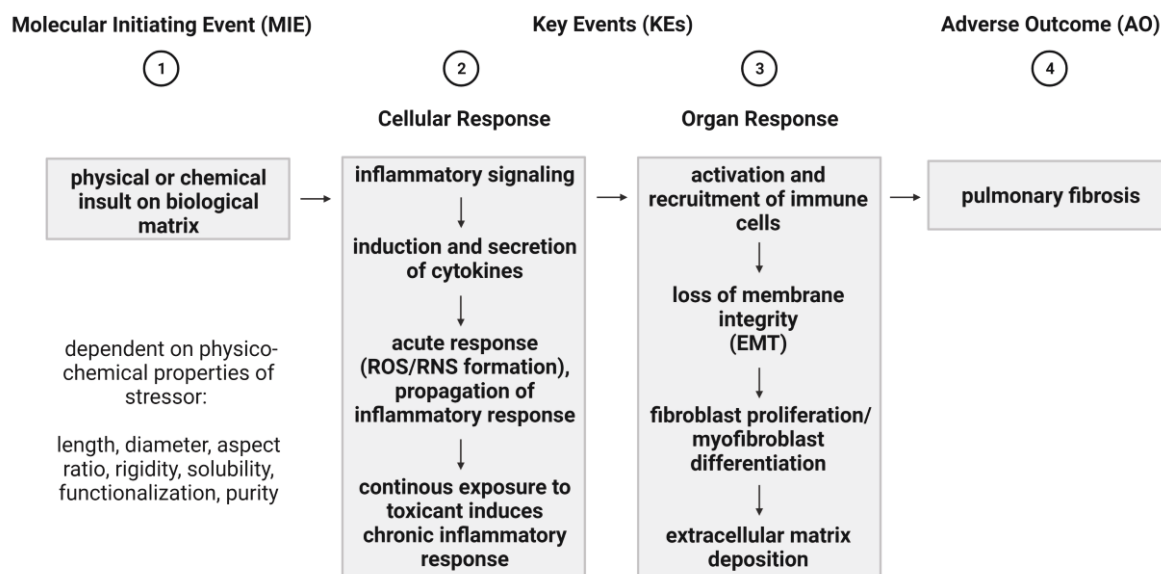 Molecular Initiating Event (MIE)
Key Events (KEs)
Adverse Outcome (AO)
1
2
3
4
Cellular Response
Organ Response
physical or chemical
insult on biological
matrix
dependent on physico-
chemical properties of
stressor:
length, diameter, aspect
ratio, rigidity, solubility,
functionalization, purity
inflammatory signaling
induction and secretion
of cytokines
acute response
(ROS/RNS formation),
propagation of
inflammatory response
continous exposure to
toxicant induces
chronic inflammatory
response
activation and
recruitment of immune
cells
loss of membrane
integrity
(EMT)
fibroblast proliferation/
myofibroblast
differentiation
extracellular matrix
deposition
pulmonary fibrosis